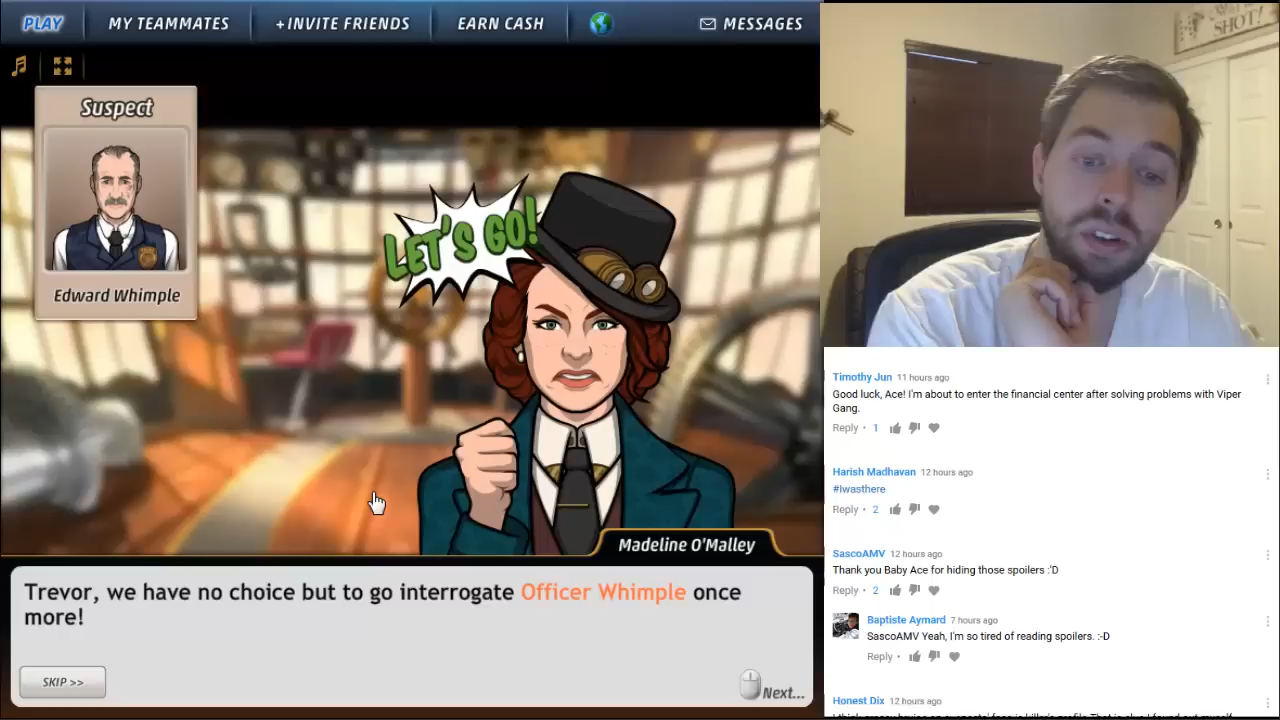 PLAY
MY TEAMMATES
+INVITE FRIENDS
EARN CASH
MESSAGES
SHOT!
Suspect
Edward Whimple
LET'S GO!
Madeline O'Malley
Trevor, we have no choice but to go interrogate Officer Whimple once
more!
SKIP >>
Next...
Timothy Jun 11 hours ago
Good luck, Ace! I'm about to enter the financial center after solving problems with Viper
Gang.
Reply • 1
Harish Madhavan 12 hours ago
#Iwasthere
Reply • 2
SascoAMV 12 hours ago
Thank you Baby Ace for hiding those spoilers :'D
Reply • 2
Baptiste Aymard 7 hours ago
SascoAMV Yeah, I'm so tired of reading spoilers. :-D
Reply •
Honest Dix 12 hours ago